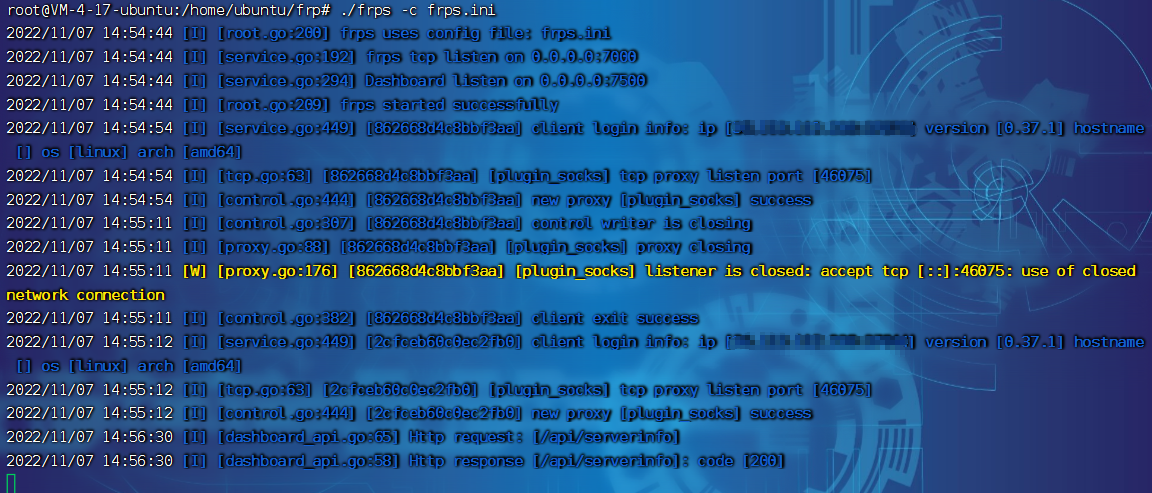 root@VM-4-17-ubuntu:/home/ubuntu/frp# ./frps -c frps.ini
2022/11/07 14:54:44 [I] [root.go:200] frps uses config file: frps.ini
2022/11/07 14:54:44 [I] [service.go:192] frps tcp listen on 0.0.0.0:7000
2022/11/07 14:54:44 [I] [service.go:294] Dashboard listen on 0.0.0.0:7500
2022/11/07 14:54:44 [I] [root.go:209] frps started successfully
2022/11/07 14:54:54 [I] [service.go:449] [862668d4c8bbf3aa] client login info: ip [ ] version [0.37.1] hostname
[] os [linux] arch [amd64]
2022/11/07 14:54:54 [I] [tcp.go:63] [862668d4c8bbf3aa] [plugin_socks] tcp proxy listen port [46075]
2022/11/07 14:54:54 [I] [control.go:444] [862668d4c8bbf3aa] new proxy [plugin_socks] success
2022/11/07 14:55:11 [I] [control.go:307] [862668d4c8bbf3aa] control writer is closing
2022/11/07 14:55:11 [I] [proxy.go:88] [862668d4c8bbf3aa] [plugin_socks] proxy closing
2022/11/07 14:55:11 [W] [proxy.go:176] [862668d4c8bbf3aa] [plugin_socks] listener is closed: accept tcp [::]:46075: use of closed
network connection
2022/11/07 14:55:11 [I] [control.go:382] [862668d4c8bbf3aa] client exit success
2022/11/07 14:55:12 [I] [service.go:449] [2cfceb60c0ec2fb0] client login info: ip [ ] version [0.37.1] hostname
[] os [linux] arch [amd64]
2022/11/07 14:55:12 [I] [tcp.go:63] [2cfceb60c0ec2fb0] [plugin_socks] tcp proxy listen port [46075]
2022/11/07 14:55:12 [I] [control.go:444] [2cfceb60c0ec2fb0] new proxy [plugin_socks] success
2022/11/07 14:56:30 [I] [dashboard_api.go:65] Http request: [/api/serverinfo]
2022/11/07 14:56:30 [I] [dashboard_api.go:58] Http response [/api/serverinfo]: code [200]